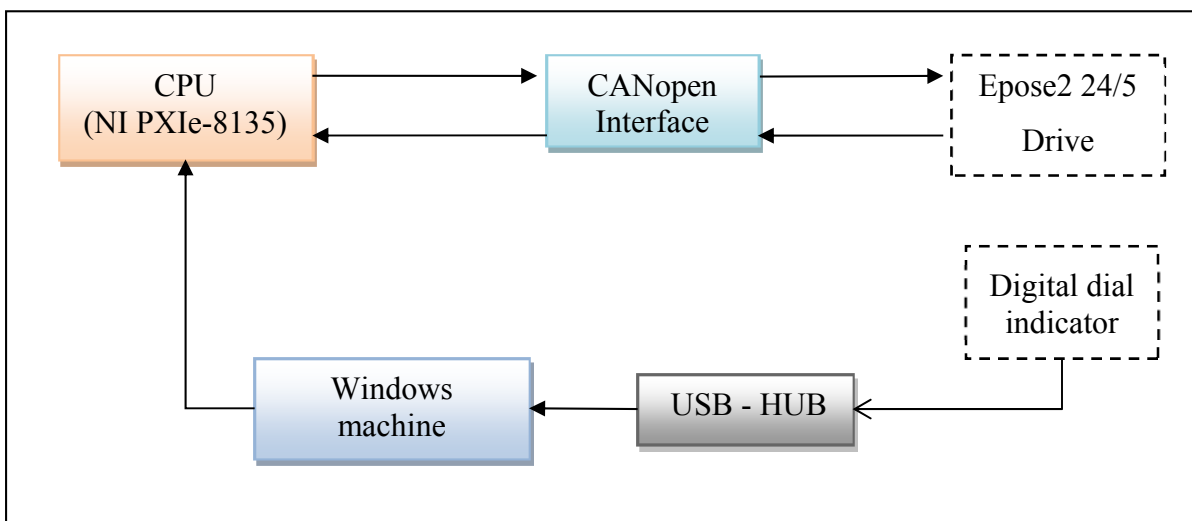 CPU
(NI PXIe-8135)
CANopen
Interface
Epose2 24/5
Drive
Digital dial
indicator
Windows
machine
USB - HUB